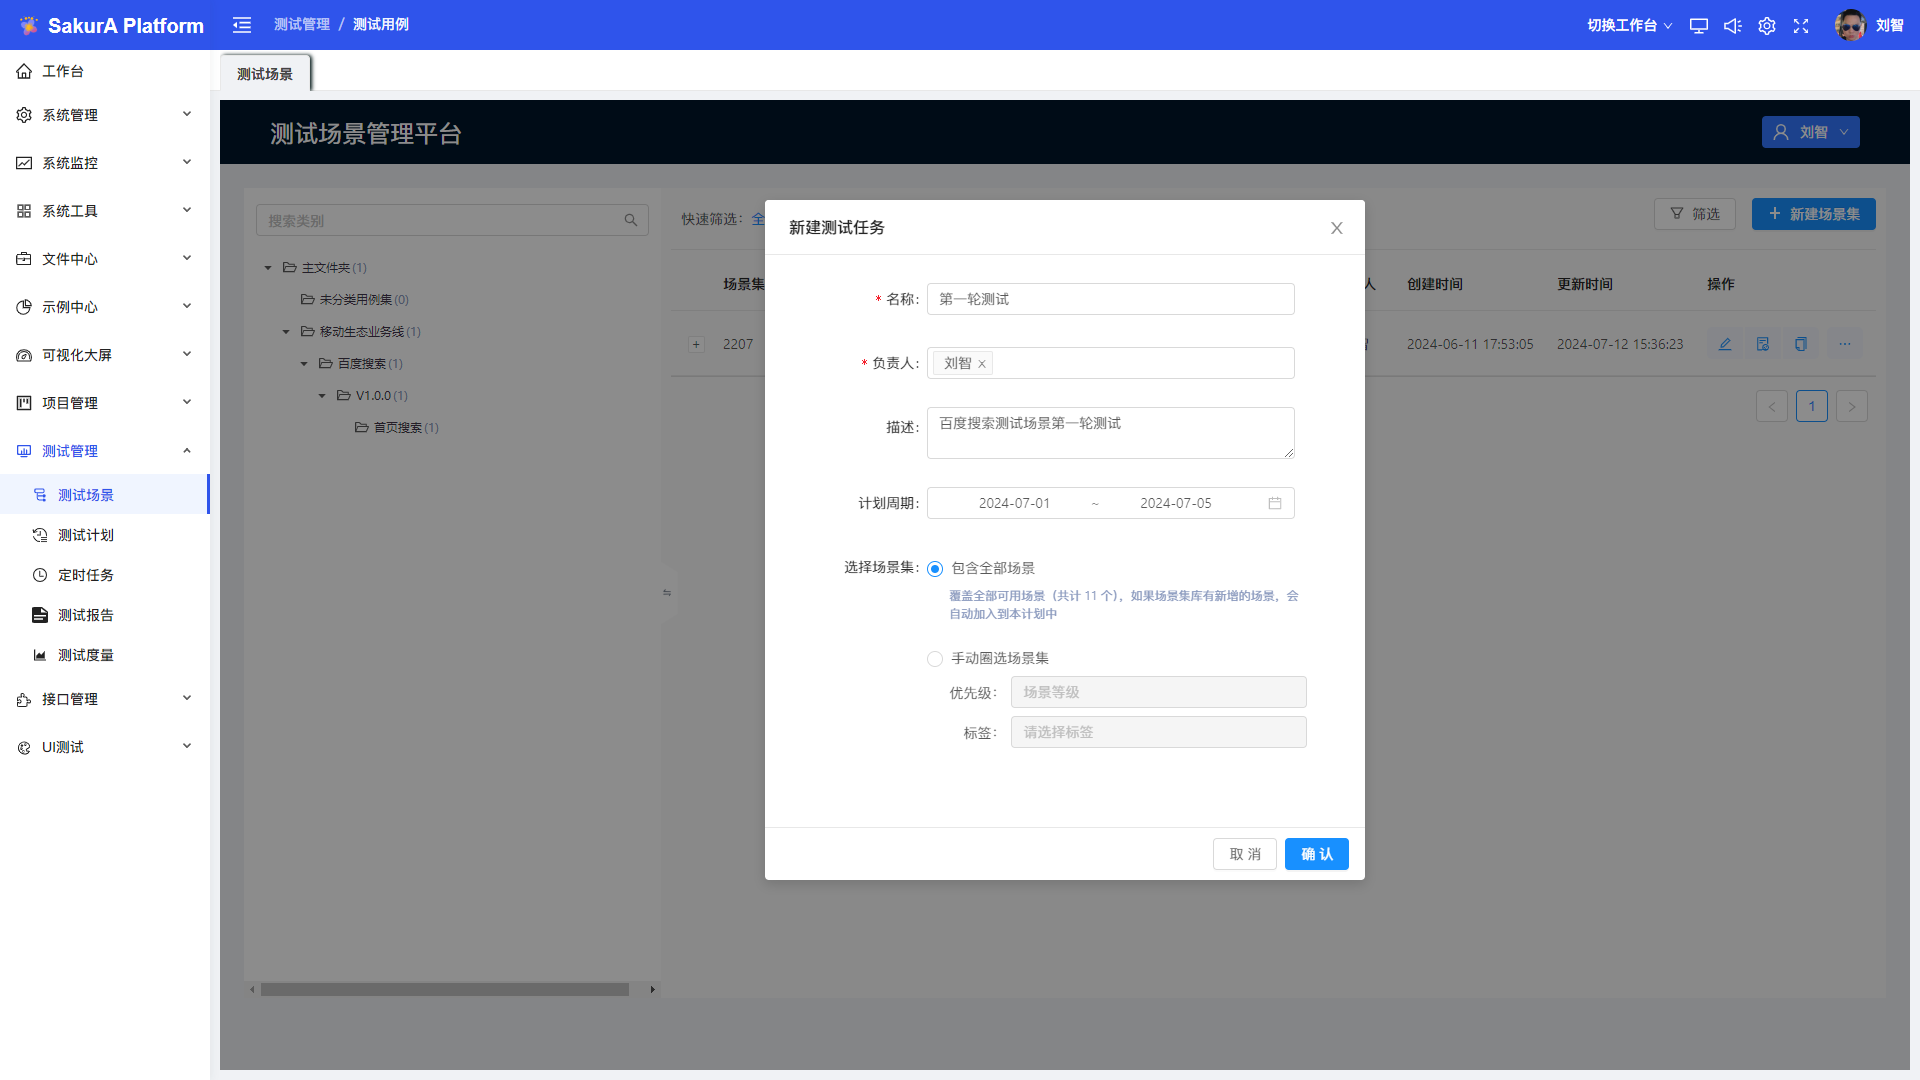 SakurA Platform
测试管理 / 测试用例
切换工作台
刘智
工作台
系统管理
系统监控
系统工具
文件中心
示例中心
可视化大屏
项目管理
测试管理
测试场景
测试计划
定时任务
测试报告
测试度量
接口管理
UI测试
测试场景
测试场景管理平台
刘智
搜索类别
主文件夹 (1)
未分类用例集 (0)
移动生态业务线 (1)
百度搜索 (1)
V1.0.0 (1)
首页搜索 (1)
快速筛选: 全
筛选
+ 新建场景集
场景集
人
创建时间
更新时间
操作
2207
2024-06-11 17:53:05
2024-07-12 15:36:23
1
新建测试任务
* 名称: 第一轮测试
* 负责人: 刘智
描述: 百度搜索测试场景第一轮测试
计划周期: 2024-07-01 ~ 2024-07-05
选择场景集: 包含全部场景
覆盖全部可用场景（共计 11 个），如果场景集库有新增的场景，会
自动加入到本计划中
手动圈选场景集
优先级: 场景等级
标签: 请选择标签
取 消
确 认